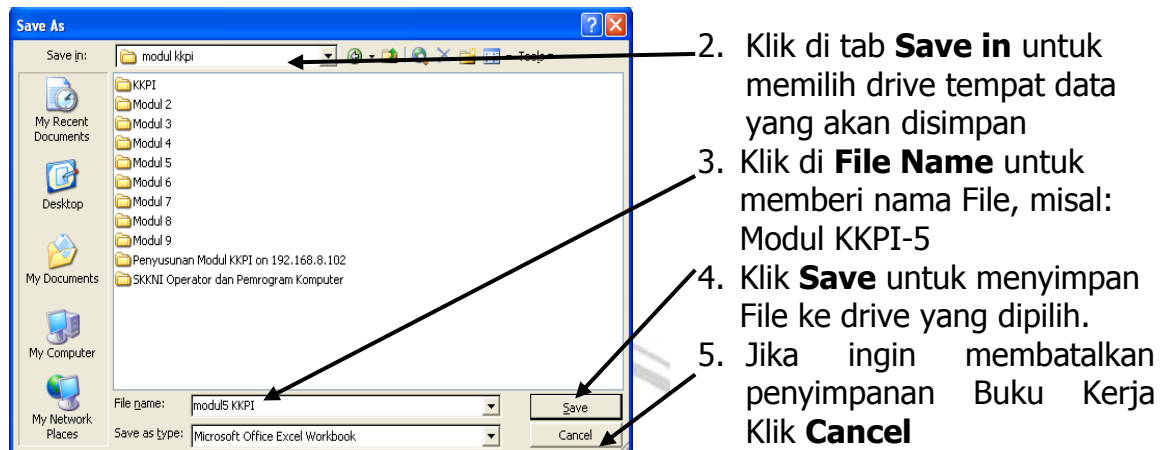 Save As
Save in:
modul kkpi
Tools
My Recent
Documents
Desktop
My Documents
My Computer
My Network
Places
KKPI
Modul 2
Modul 3
Modul 4
Modul 5
Modul 6
Modul 7
Modul 8
Modul 9
Penyusunan Modul KKPI on 192.168.8.102
SKKNI Operator dan Pemrogram Komputer
File name:
modul5 KKPI
Save
Save as type:
Microsoft Office Excel Workbook
Cancel
2. Klik di tab Save in untuk
memilih drive tempat data
yang akan disimpan
3. Klik di File Name untuk
memberi nama File, misal:
Modul KKPI-5
4. Klik Save untuk menyimpan
File ke drive yang dipilih.
5. Jika ingin membatalkan
penyimpanan Buku Kerja
Klik Cancel